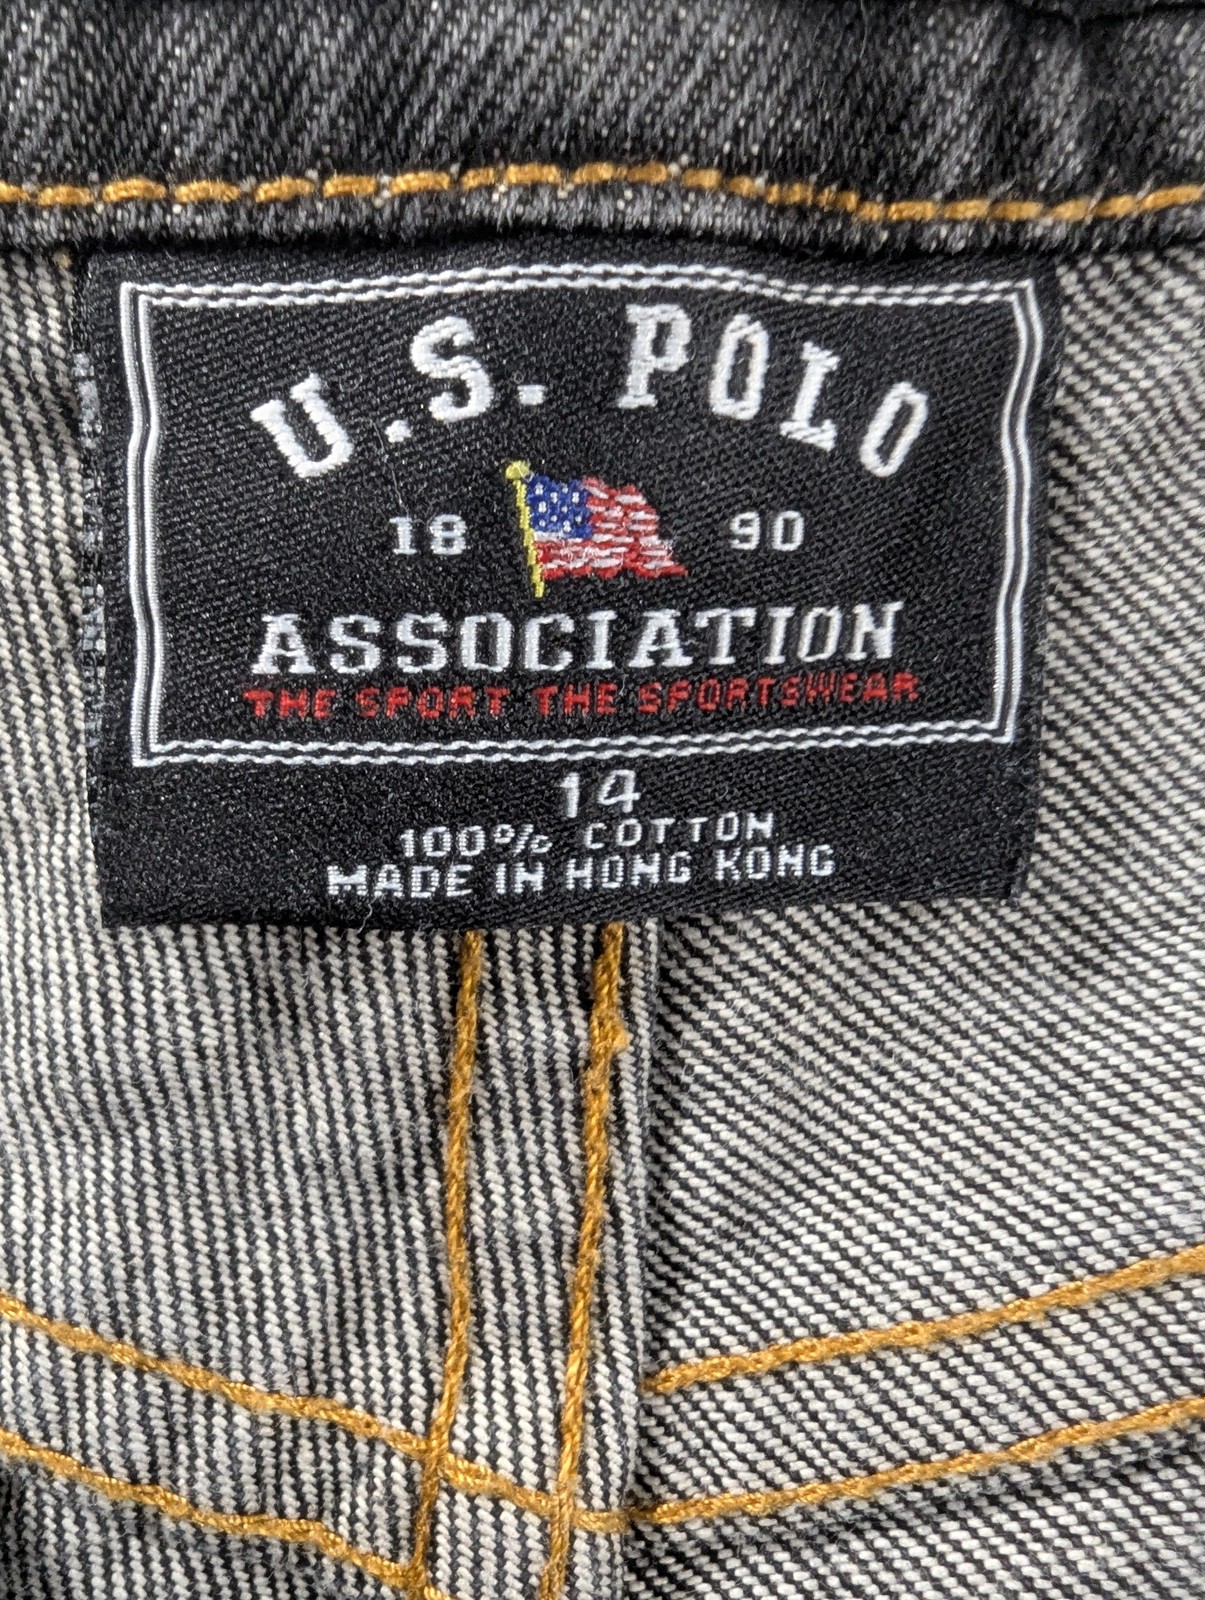 U.S. POLO
18 90
ASSOCIATION
THE SPORT THE SPORTSWEAR
14
100% COTTON
MADE IN HONG KONG